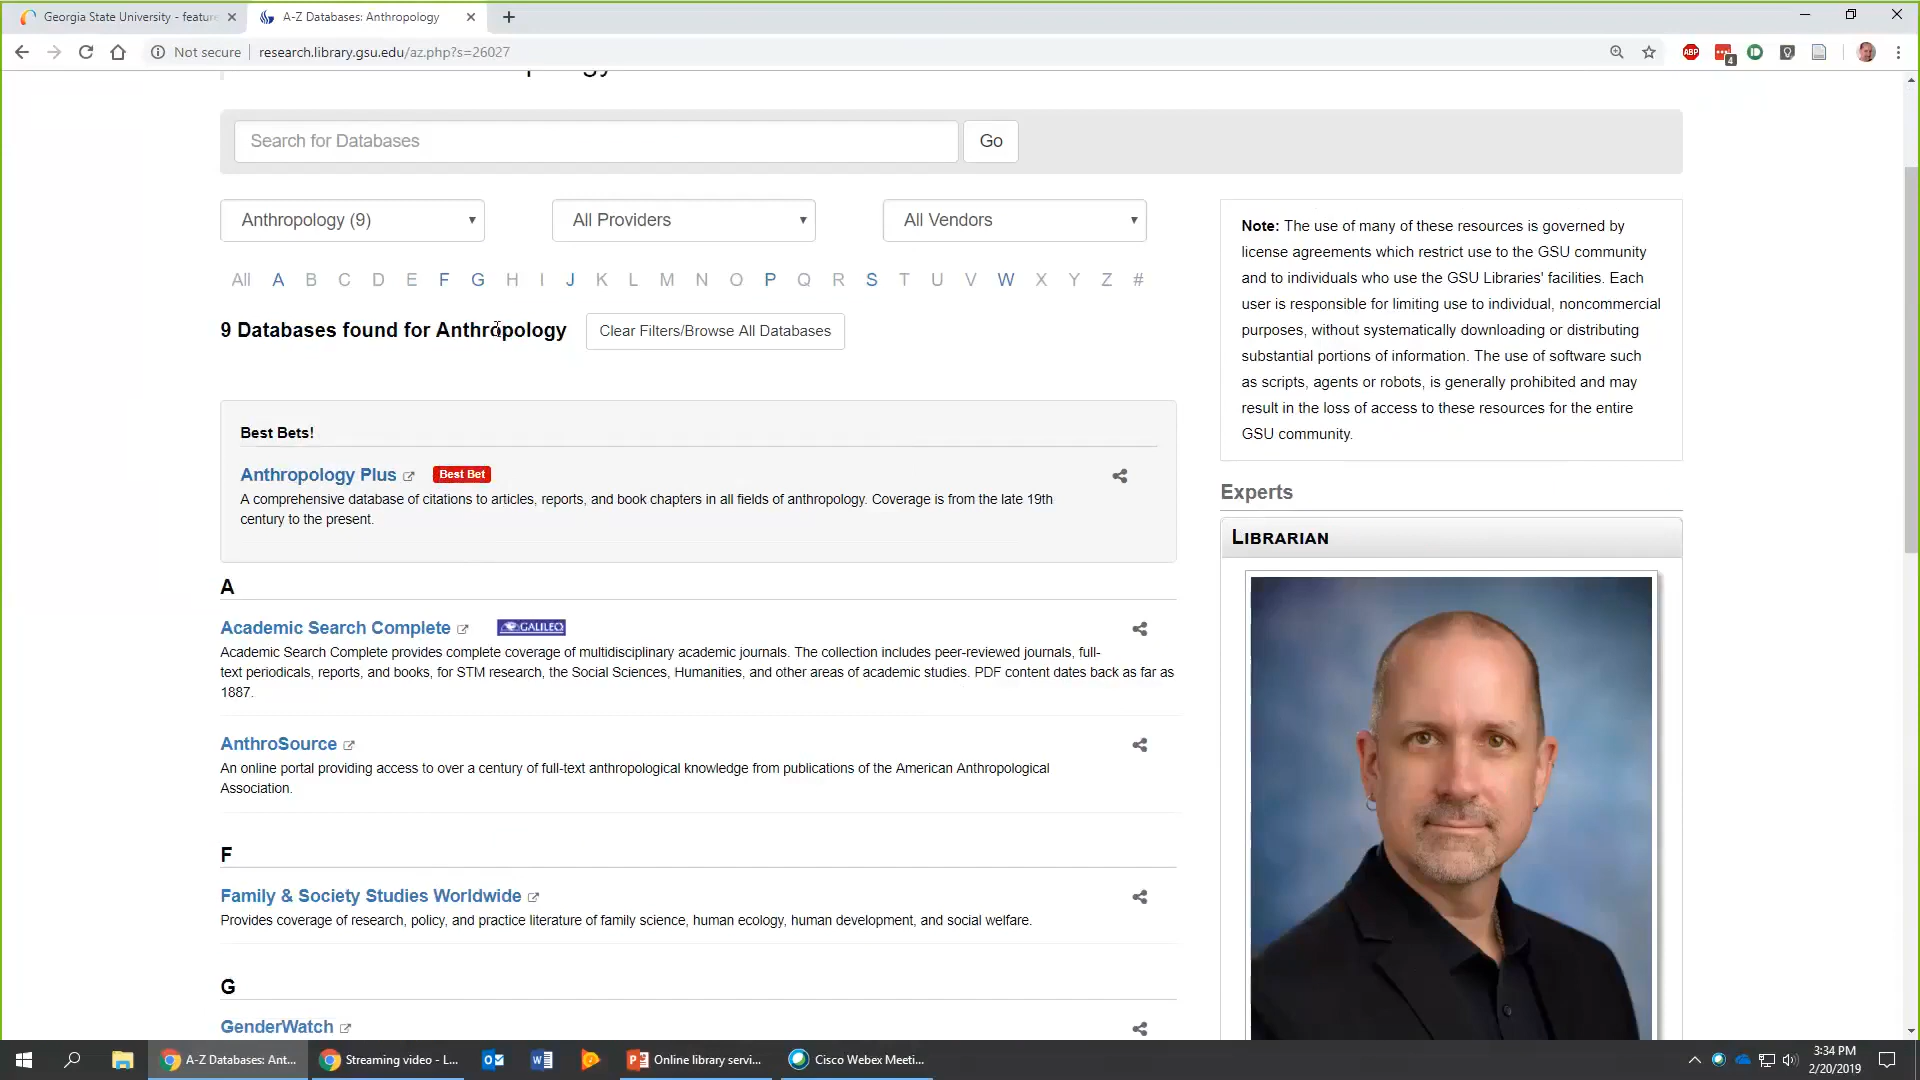 Georgia State University - feature
A-Z Databases: Anthropology
Not secure
research.library.gsu.edu/az.php?s=26027
ABP
4
Search for Databases
Go
Anthropology (9)
All Providers
All Vendors
All A B C D E F G H I J K L M N O P Q R S T U V W X Y Z #
9 Databases found for Anthropology
Clear Filters/Browse All Databases
Note: The use of many of these resources is governed by
license agreements which restrict use to the GSU community
and to individuals who use the GSU Libraries' facilities. Each
user is responsible for limiting use to individual, noncommercial
purposes, without systematically downloading or distributing
substantial portions of information. The use of software such
as scripts, agents or robots, is generally prohibited and may
result in the loss of access to these resources for the entire
GSU community.
Best Bets!
Anthropology Plus
Best Bet
A comprehensive database of citations to articles, reports, and book chapters in all fields of anthropology. Coverage is from the late 19th
century to the present.
Experts
LIBRARIAN
A
Academic Search Complete
GALILEO
Academic Search Complete provides complete coverage of multidisciplinary academic journals. The collection includes peer-reviewed journals, full-
text periodicals, reports, and books, for STM research, the Social Sciences, Humanities, and other areas of academic studies. PDF content dates back as far as
1887.
AnthroSource
An online portal providing access to over a century of full-text anthropological knowledge from publications of the American Anthropological
Association.
F
Family & Society Studies Worldwide
Provides coverage of research, policy, and practice literature of family science, human ecology, human development, and social welfare.
G
GenderWatch
A-Z Databases: Ant...
Streaming video - L...
Online library servi...
Cisco Webex Meeti...
3:34 PM
2/20/2019